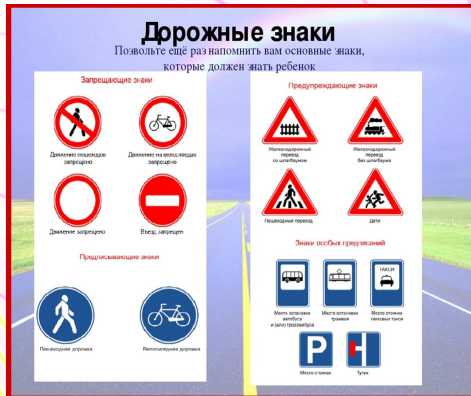 Дорожные знаки
Позвольте ещё раз напомнить вам основные знаки,
которые должен знать ребенок
Запрещающие знаки
Движение пешеходов
запрещено
Движение на велосипедах
запрещено
Движение запрещено
Въезд запрещен
Предписывающие знаки
Пешеходная дорожка
Велосипедная дорожка
Предупреждающие знаки
Железнодорожный
переезд
со шлагбаумом
Железнодорожный
переезд
без шлагбаума
Пешеходный переход
Дети
Знаки особых предписаний
ТАКСИ
Место остановки
автобуса
и (или) троллейбуса
Место остановки
трамвая
Место стоянки
легковых такси
P
Место стоянки
Тупик